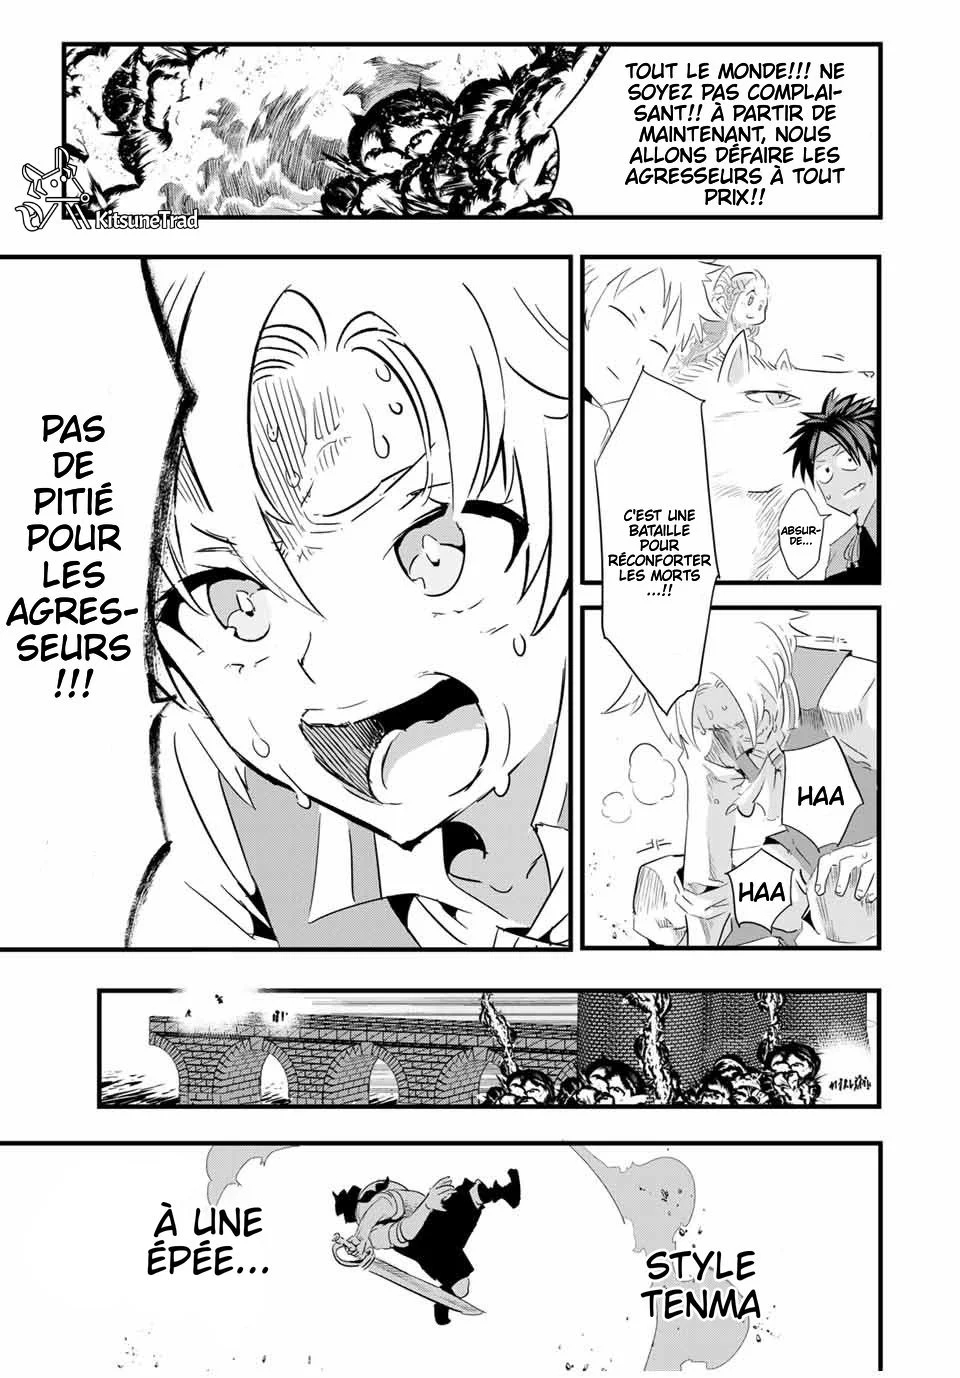 TOUT LE MONDE!!! NE
SOYEZ PAS COMPLAI-
SANT!! À PARTIR DE
MAINTENANT, NOUS
ALLONS DÉFAIRE LES
AGRESSEURS À TOUT
PRIX!!
KitsuneTrad
ABSUR-
DE...
C'EST UNE
BATAILLE
POUR
RÉCONFORTER
LES MORTS
...!!
HAA
HAA
PAS
DE
PITIÉ
POUR
LES
AGRES-
SEURS
!!!
STYLE
TENMA
À UNE
ÉPÉE...